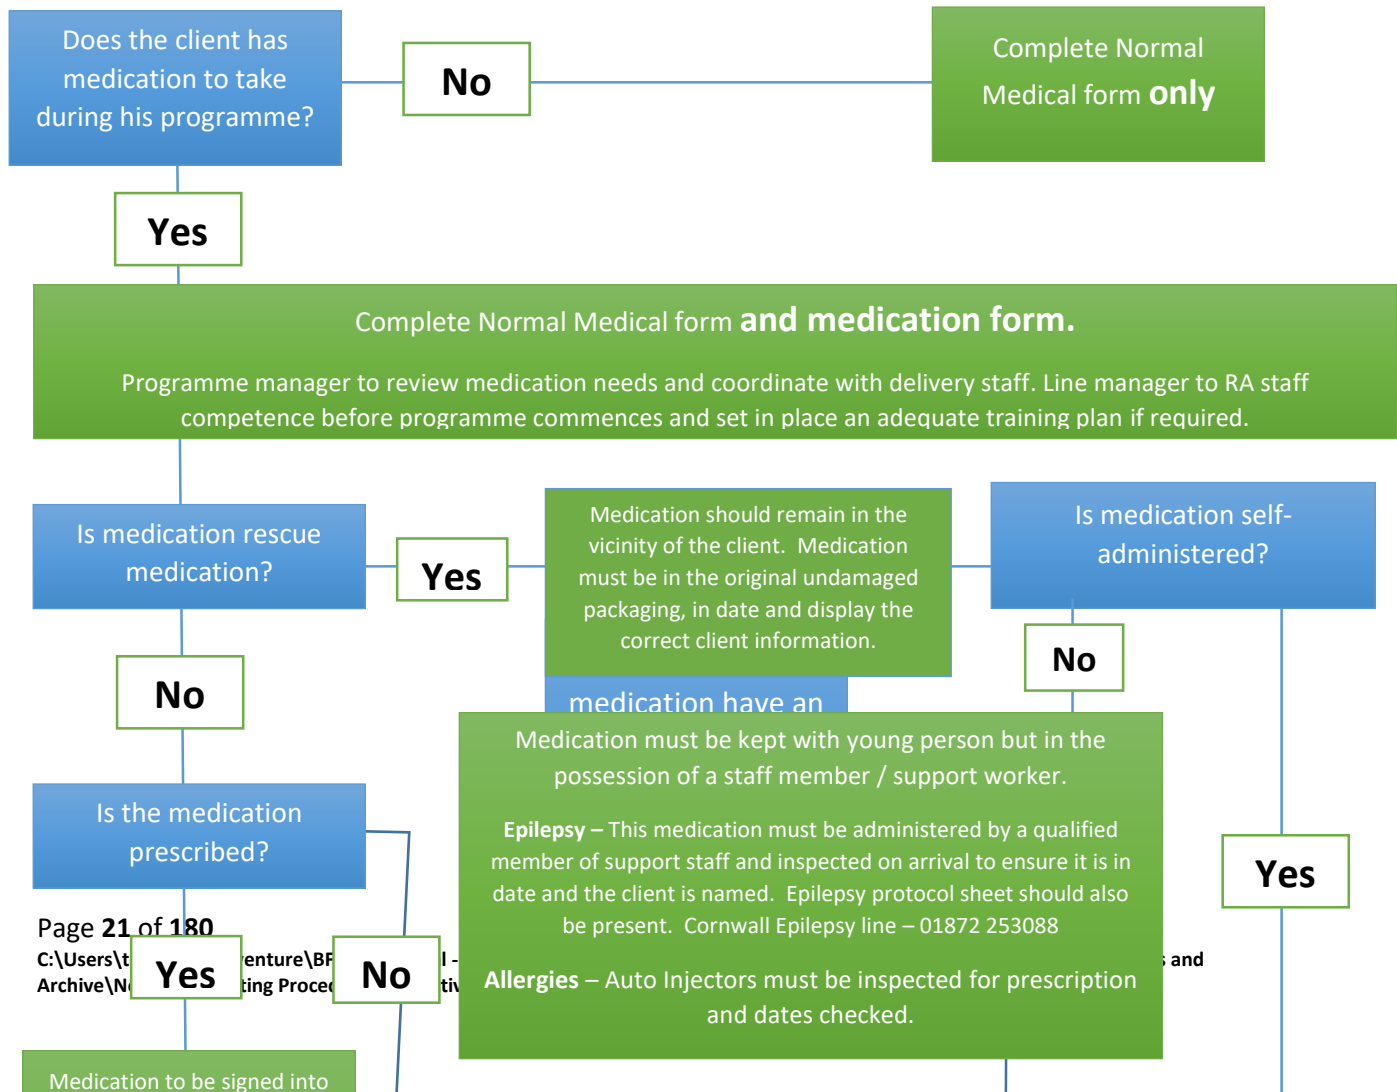 Does the client has
medication to take
during his programme?
No
Complete Normal
Medical form only
Yes
Complete Normal Medical form and medication form.
Programme manager to review medication needs and coordinate with delivery staff. Line manager to RA staff
competence before programme commences and set in place an adequate training plan if required.
Is medication rescue
medication?
Yes
Medication should remain in the
vicinity of the client. Medication
must be in the original undamaged
packaging, in date and display the
correct client information.
Is medication self-
administered?
No
No
medication have an
Medication must be kept with young person but in the
possession of a staff member / support worker.
Epilepsy – This medication must be administered by a qualified
member of support staff and inspected on arrival to ensure it is in
date and the client is named. Epilepsy protocol sheet should also
be present. Cornwall Epilepsy line – 01872 253088
Allergies – Auto Injectors must be inspected for prescription
and dates checked.
Is the medication
prescribed?
Yes
Page 21 of 180
C:\Users\t venture\BF l - s and
Archive\N ting Proced tiv
Yes
No
Medication to be signed into